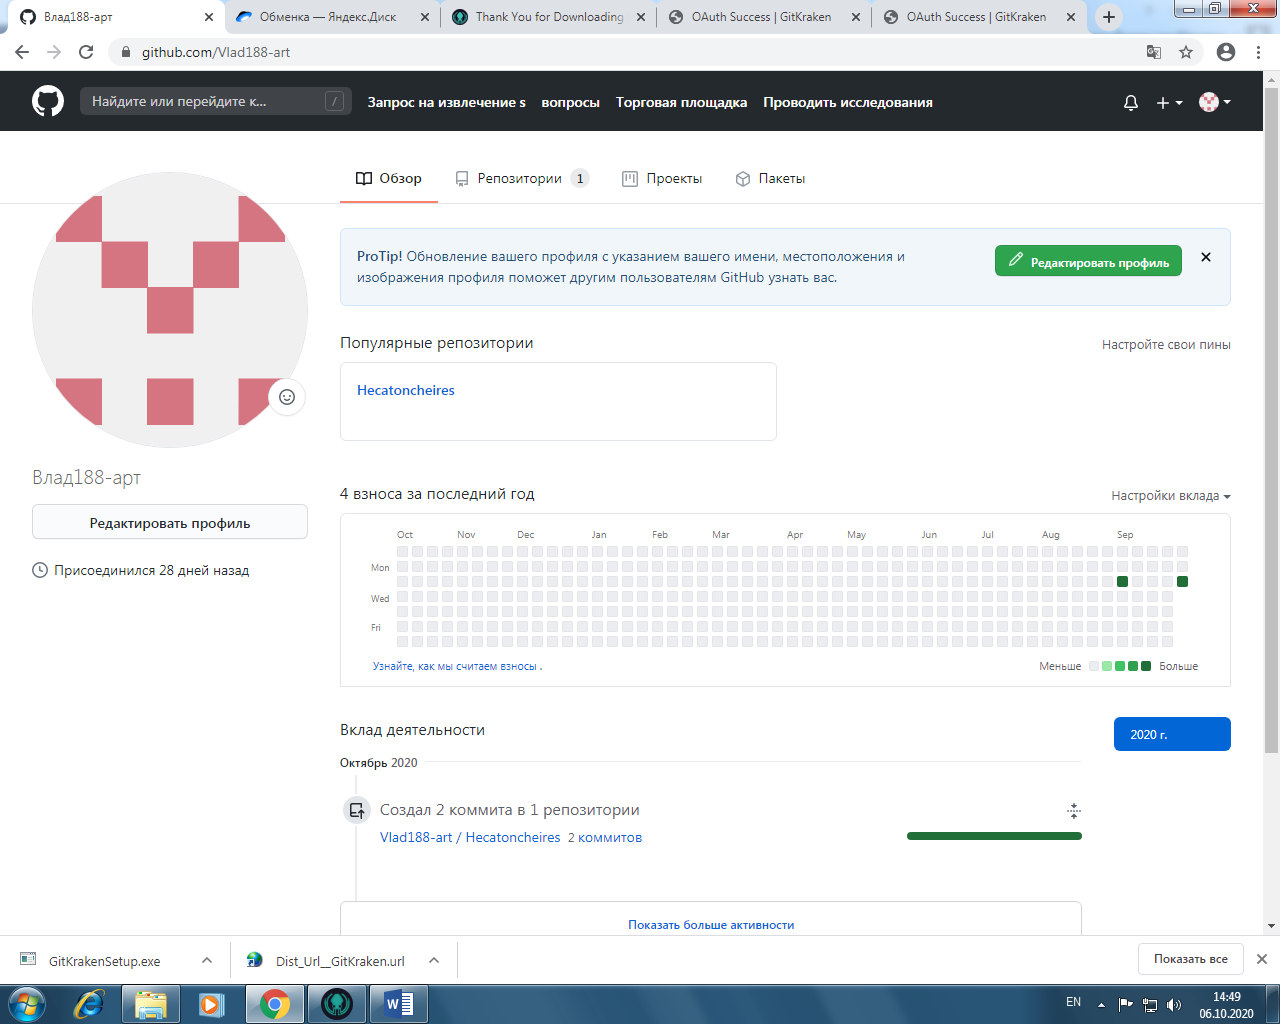 Влад188-арт
Обменка — Яндекс.Диск
Thank You for Downloading
OAuth Success | GitKraken
OAuth Success | GitKraken
github.com/Vlad188-art
Найдите или перейдите к...
/
Запрос на извлечение s
вопросы
Торговая площадка
Проводить исследования
Обзор
Репозитории 1
Проекты
Пакеты
ProTip! Обновление вашего профиля с указанием вашего имени, местоположения и
изображения профиля поможет другим пользователям GitHub узнать вас.
Редактировать профиль
Популярные репозитории
Настройте свои пины
Hecatoncheires
Влад188-арт
Редактировать профиль
Присоединился 28 дней назад
4 взноса за последний год
Настройки вклада
Oct Nov Dec Jan Feb Mar Apr May Jun Jul Aug Sep
Mon
Wed
Fri
Узнайте, как мы считаем взносы .
Меньше
Больше
Вклад деятельности
2020 г.
Октябрь 2020
Создал 2 коммита в 1 репозитории
Vlad188-art / Hecatoncheires 2 коммитов
Показать больше активности
GitKrakenSetup.exe
Dist_Url__GitKraken.url
Показать все
EN
14:49
06.10.2020